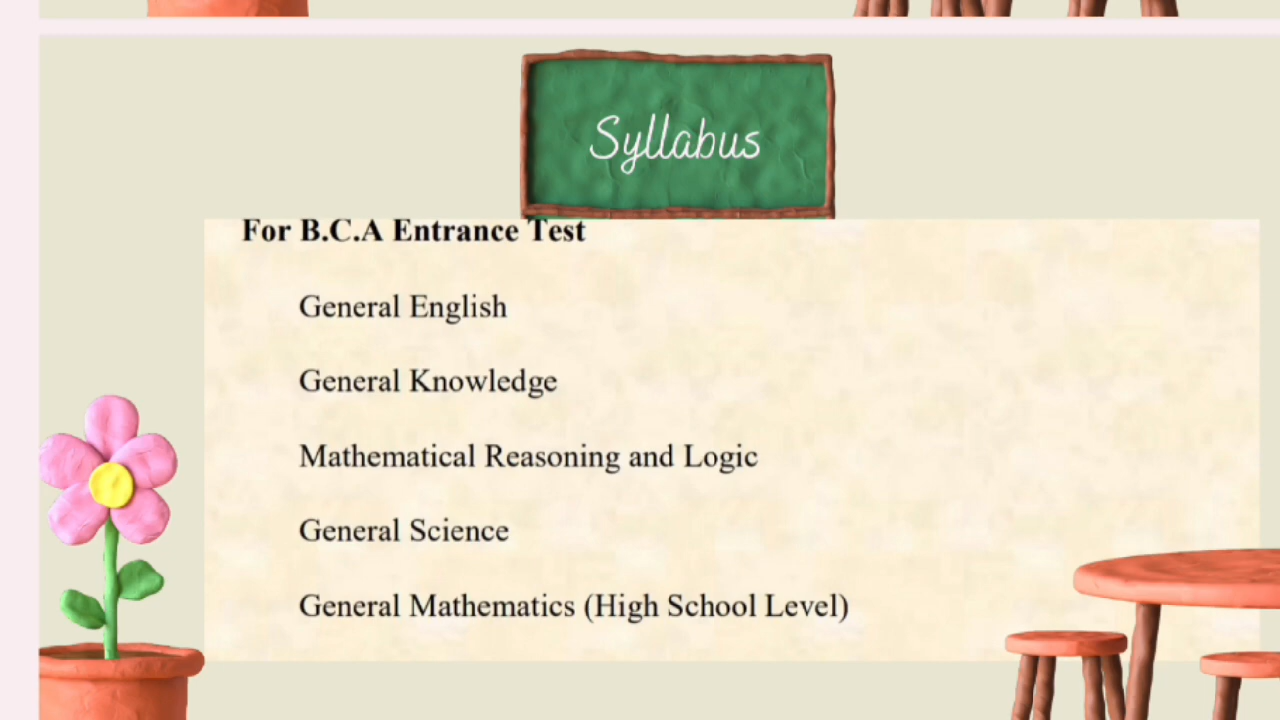 Syllabus
For B.C.A Entrance Test
General English
General Knowledge
Mathematical Reasoning and Logic
General Science
General Mathematics (High School Level)